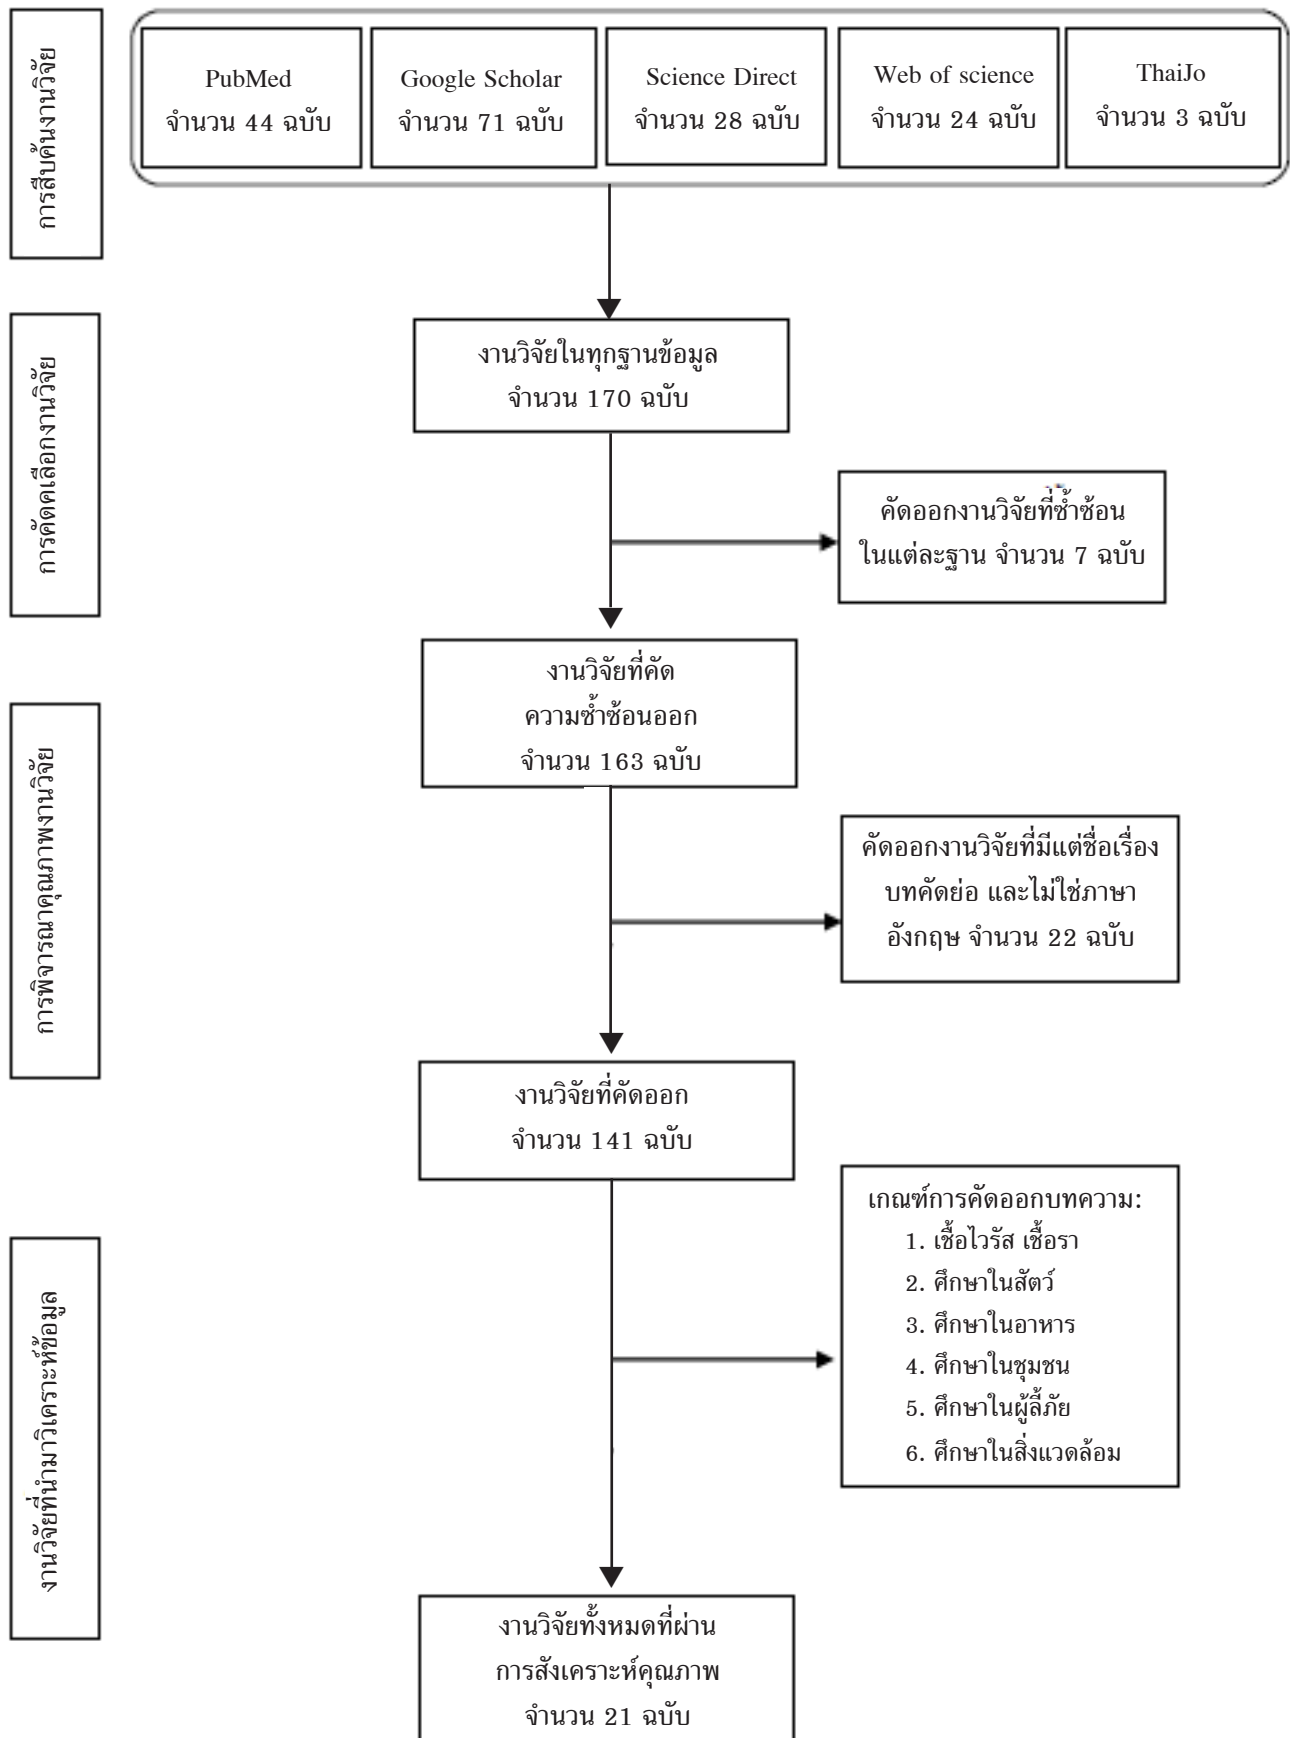 การสืบค้นงานวิจัย
PubMed
จำนวน 44 ฉบับ
Google Scholar
จำนวน 71 ฉบับ
Science Direct
จำนวน 28 ฉบับ
Web of science
จำนวน 24 ฉบับ
ThaiJo
จำนวน 3 ฉบับ
การคัดเลือกงานวิจัย
งานวิจัยในทุกฐานข้อมูล
จำนวน 170 ฉบับ
คัดออกงานวิจัยที่ซ้ำซ้อน
ในแต่ละฐาน จำนวน 7 ฉบับ
งานวิจัยที่คัด
ความซ้ำซ้อนออก
จำนวน 163 ฉบับ
การพิจารณาคุณภาพงานวิจัย
คัดออกงานวิจัยที่มีแต่ชื่อเรื่อง
บทคัดย่อ และไม่ใช่ภาษา
อังกฤษ จำนวน 22 ฉบับ
งานวิจัยที่คัดออก
จำนวน 141 ฉบับ
เกณฑ์การคัดออกบทความ:
1. เชื้อไวรัส เชื้อรา
2. ศึกษาในสัตว์
3. ศึกษาในอาหาร
4. ศึกษาในชุมชน
5. ศึกษาในผู้ลี้ภัย
6. ศึกษาในสิ่งแวดล้อม
งานวิจัยที่นำมาวิเคราะห์ข้อมูล
งานวิจัยทั้งหมดที่ผ่าน
การสังเคราะห์คุณภาพ
จำนวน 21 ฉบับ